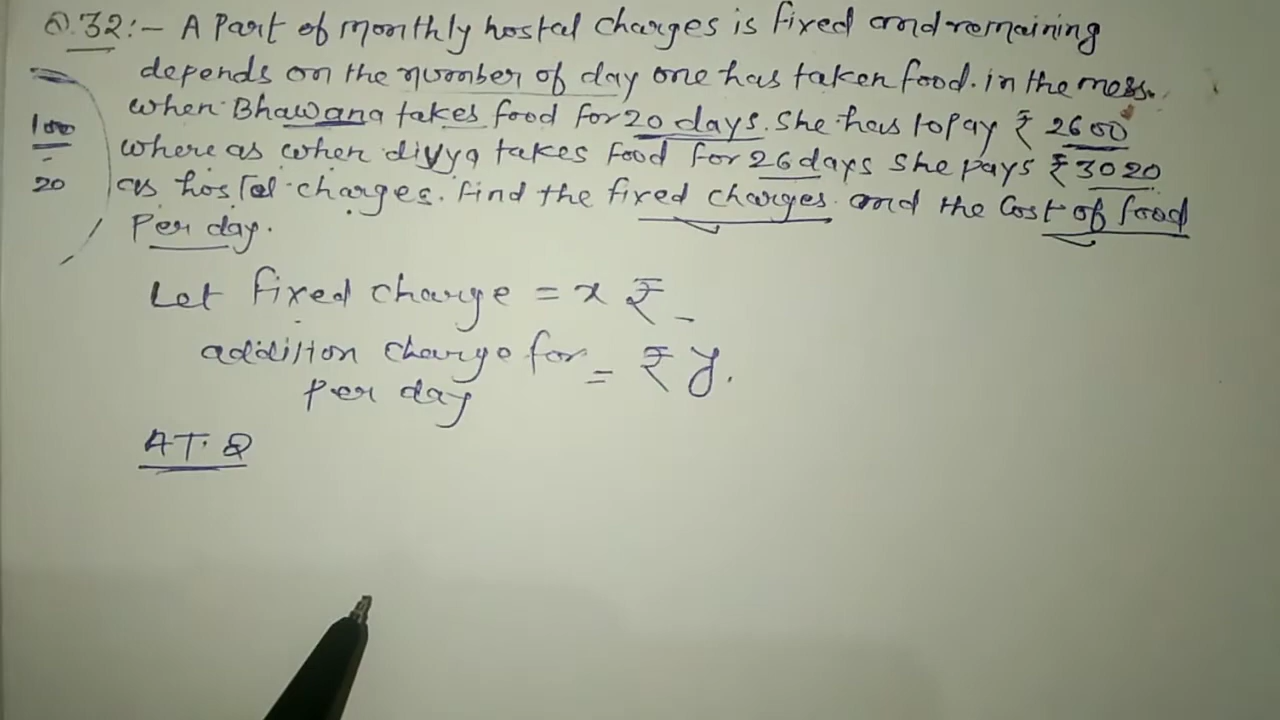 Q.32:- A Part of monthly hostal charges is fixed and remaining
depends on the number of day one has taken food. in the mess.
when Bhawana takes food for 20 days. She has to pay ₹ 2600
where as when divya takes food for 26 days she pays ₹ 3020
as hostel charges. Find the fixed charges and the Cost of food
Per day.
100
20
Let fixed charge = x ₹
addition charge for = ₹ y.
Per day
AT.Q